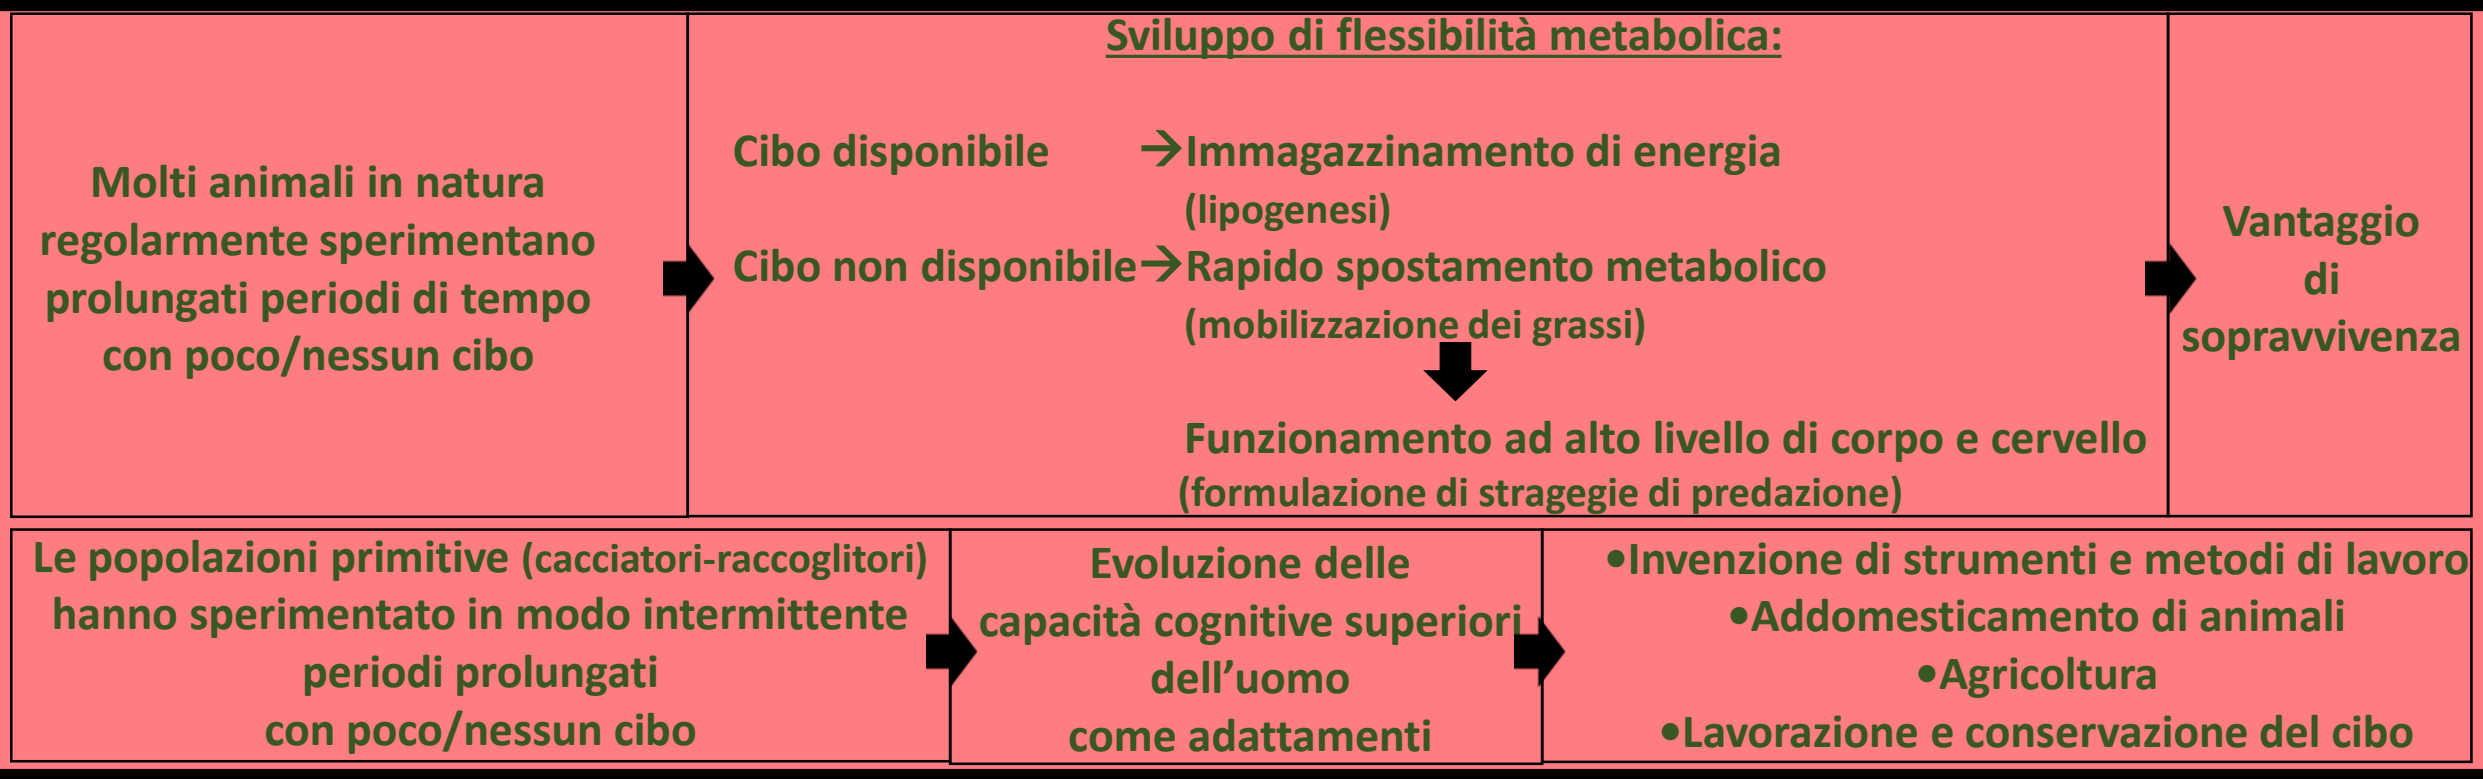 Molti animali in natura
regolarmente sperimentano
prolungati periodi di tempo
con poco/nessun cibo
Sviluppo di flessibilità metabolica:
Cibo disponibile →Immagazzinamento di energia
(lipogenesi)
Cibo non disponibile→Rapido spostamento metabolico
(mobilizzazione dei grassi)
Funzionamento ad alto livello di corpo e cervello
(formulazione di stragegie di predazione)
Vantaggio
di
sopravvivenza
Le popolazioni primitive (cacciatori-raccoglitori)
hanno sperimentato in modo intermittente
periodi prolungati
con poco/nessun cibo
Evoluzione delle
capacità cognitive superiori
dell’uomo
come adattamenti
•Invenzione di strumenti e metodi di lavoro
•Addomesticamento di animali
•Agricoltura
•Lavorazione e conservazione del cibo